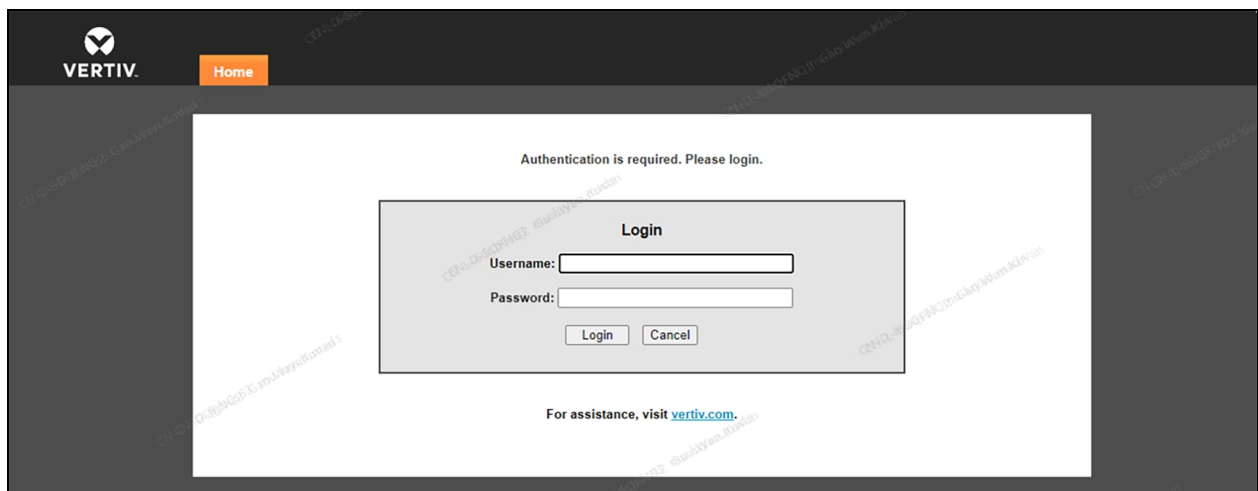 VERTIV.
Home
Authentication is required. Please login.
Login
Username:
Password:
Login Cancel
For assistance, visit vertiv.com.